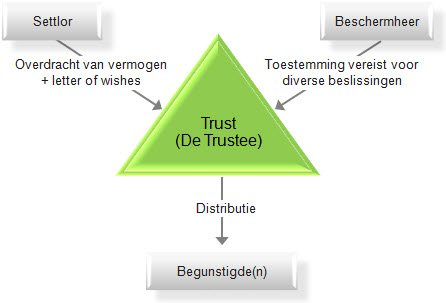 Settlor
Beschermheer
Overdracht van vermogen
+ letter of wishes
Toestemming vereist voor
diverse beslissingen
Trust
(De Trustee)
Distributie
Begunstigde(n)